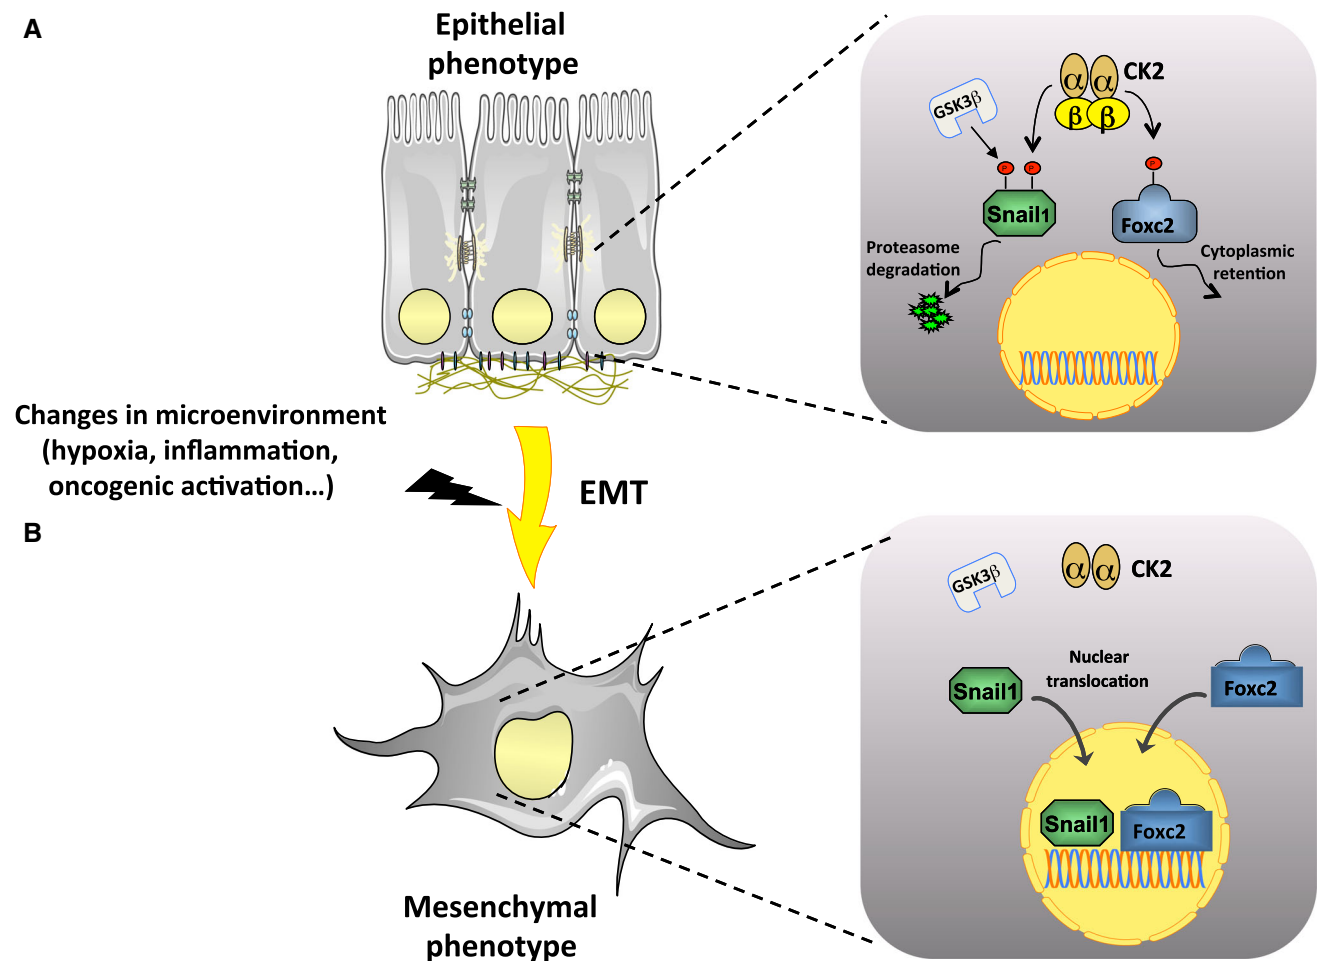 A
Epithelial
phenotype
α α CK2
β β
GSK3β
P P P
Snail1
Foxc2
Proteasome
degradation
Cytoplasmic
retention
Changes in microenvironment
(hypoxia, inflammation,
oncogenic activation...)
EMT
B
α α CK2
GSK3β
Nuclear
translocation
Snail1
Foxc2
Snail1
Foxc2
Mesenchymal
phenotype